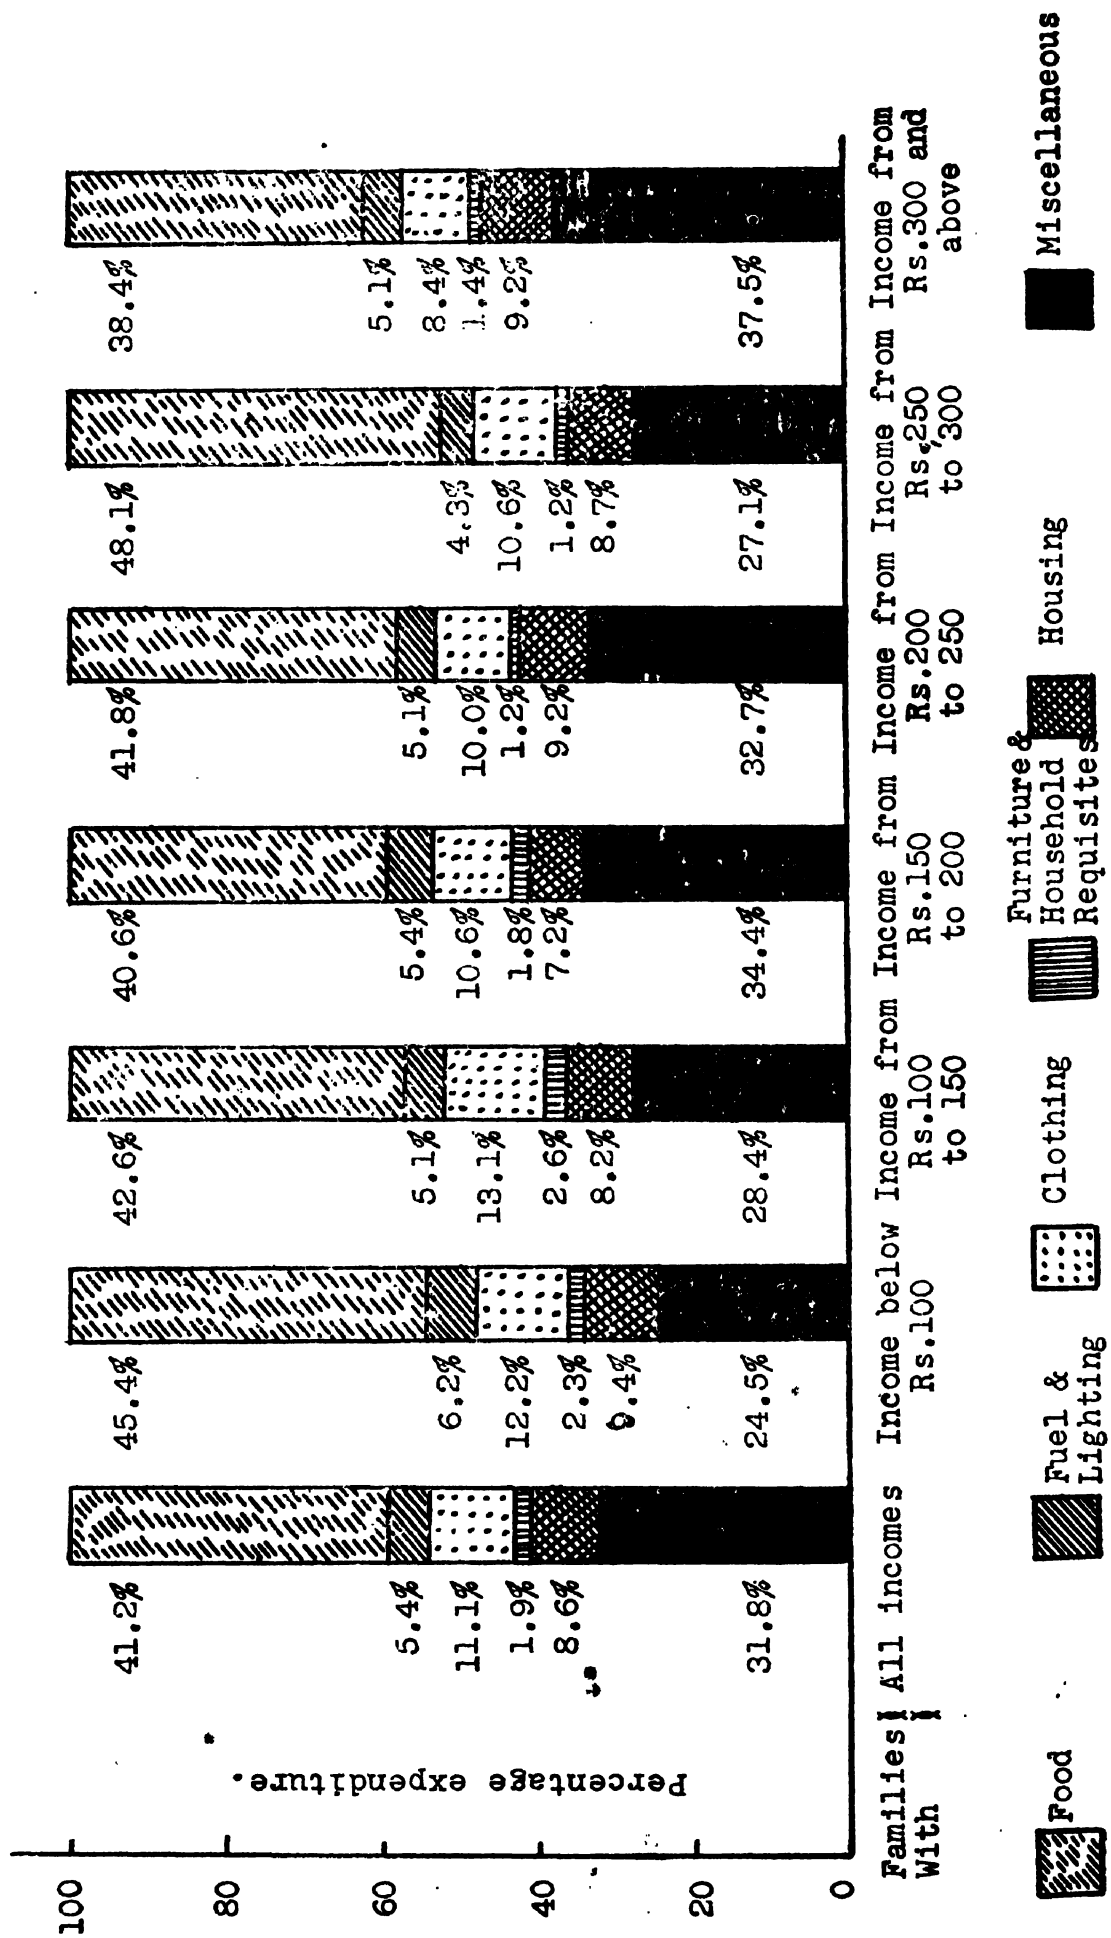 100
80
60
40
20
0
Percentage expenditure.
41.2%
5.4%
11.1%
1.9%
8.6%
31.8%
45.4%
6.2%
12.2%
2.3%
9.4%
24.5%
42.6%
5.1%
13.1%
2.6%
8.2%
28.4%
40.6%
5.4%
10.6%
1.8%
7.2%
34.4%
41.8%
5.1%
10.0%
1.2%
9.2%
32.7%
48.1%
4.3%
10.6%
1.2%
8.7%
27.1%
38.4%
5.1%
8.4%
1.4%
9.2%
37.5%
Families
With
All incomes
Income below
Rs.100
Income from
Rs.100
to 150
Income from
Rs.150
to 200
Income from
Rs.200
to 250
Income from
Rs.250
to 300
Income from
Rs.300 and
above
Food
Fuel &
Lighting
Clothing
Furniture &
Household
Requisites
Housing
Miscellaneous